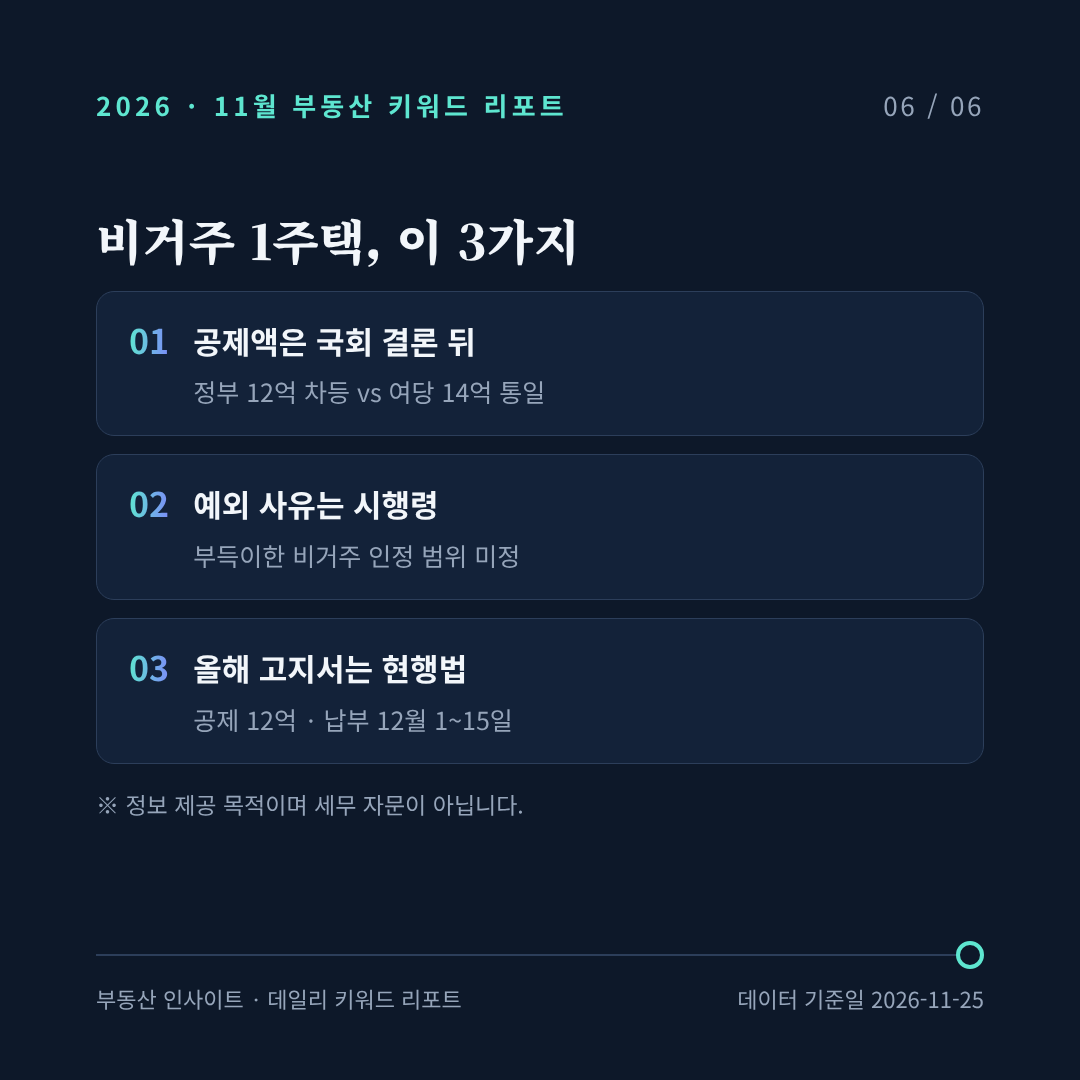 2026 · 11월 부동산 키워드 리포트
06 / 06
비거주 1주택, 이 3가지
01 공제액은 국회 결론 뒤
정부 12억 차등 vs 여당 14억 통일
02 예외 사유는 시행령
부득이한 비거주 인정 범위 미정
03 올해 고지서는 현행법
공제 12억 · 납부 12월 1~15일
※ 정보 제공 목적이며 세무 자문이 아닙니다.
부동산 인사이트 · 데일리 키워드 리포트
데이터 기준일 2026-11-25